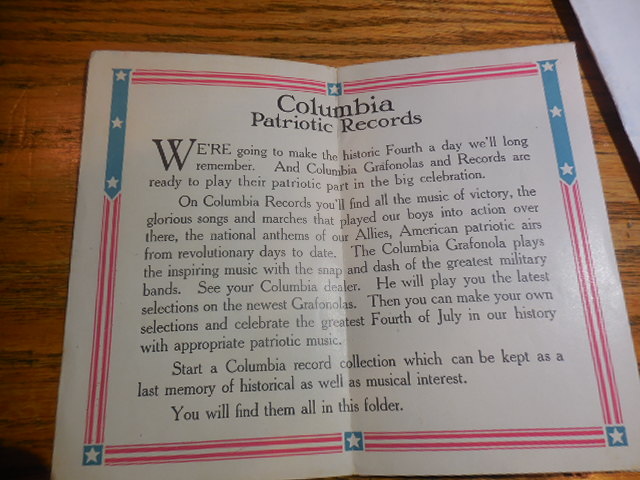 Columbia
Patriotic Records
WE'RE going to make the historic Fourth a day we'll long
remember. And Columbia Grafonolas and Records are
ready to play their patriotic part in the big celebration.
On Columbia Records you'll find all the music of victory, the
glorious songs and marches that played our boys into action over
there, the national anthems of our Allies, American patriotic airs
from revolutionary days to date. The Columbia Grafonola plays
the inspiring music with the snap and dash of the greatest military
bands. See your Columbia dealer. He will play you the latest
selections on the newest Grafonolas. Then you can make your own
selections and celebrate the greatest Fourth of July in our history
with appropriate patriotic music.
Start a Columbia record collection which can be kept as a
last memory of historical as well as musical interest.
You will find them all in this folder.